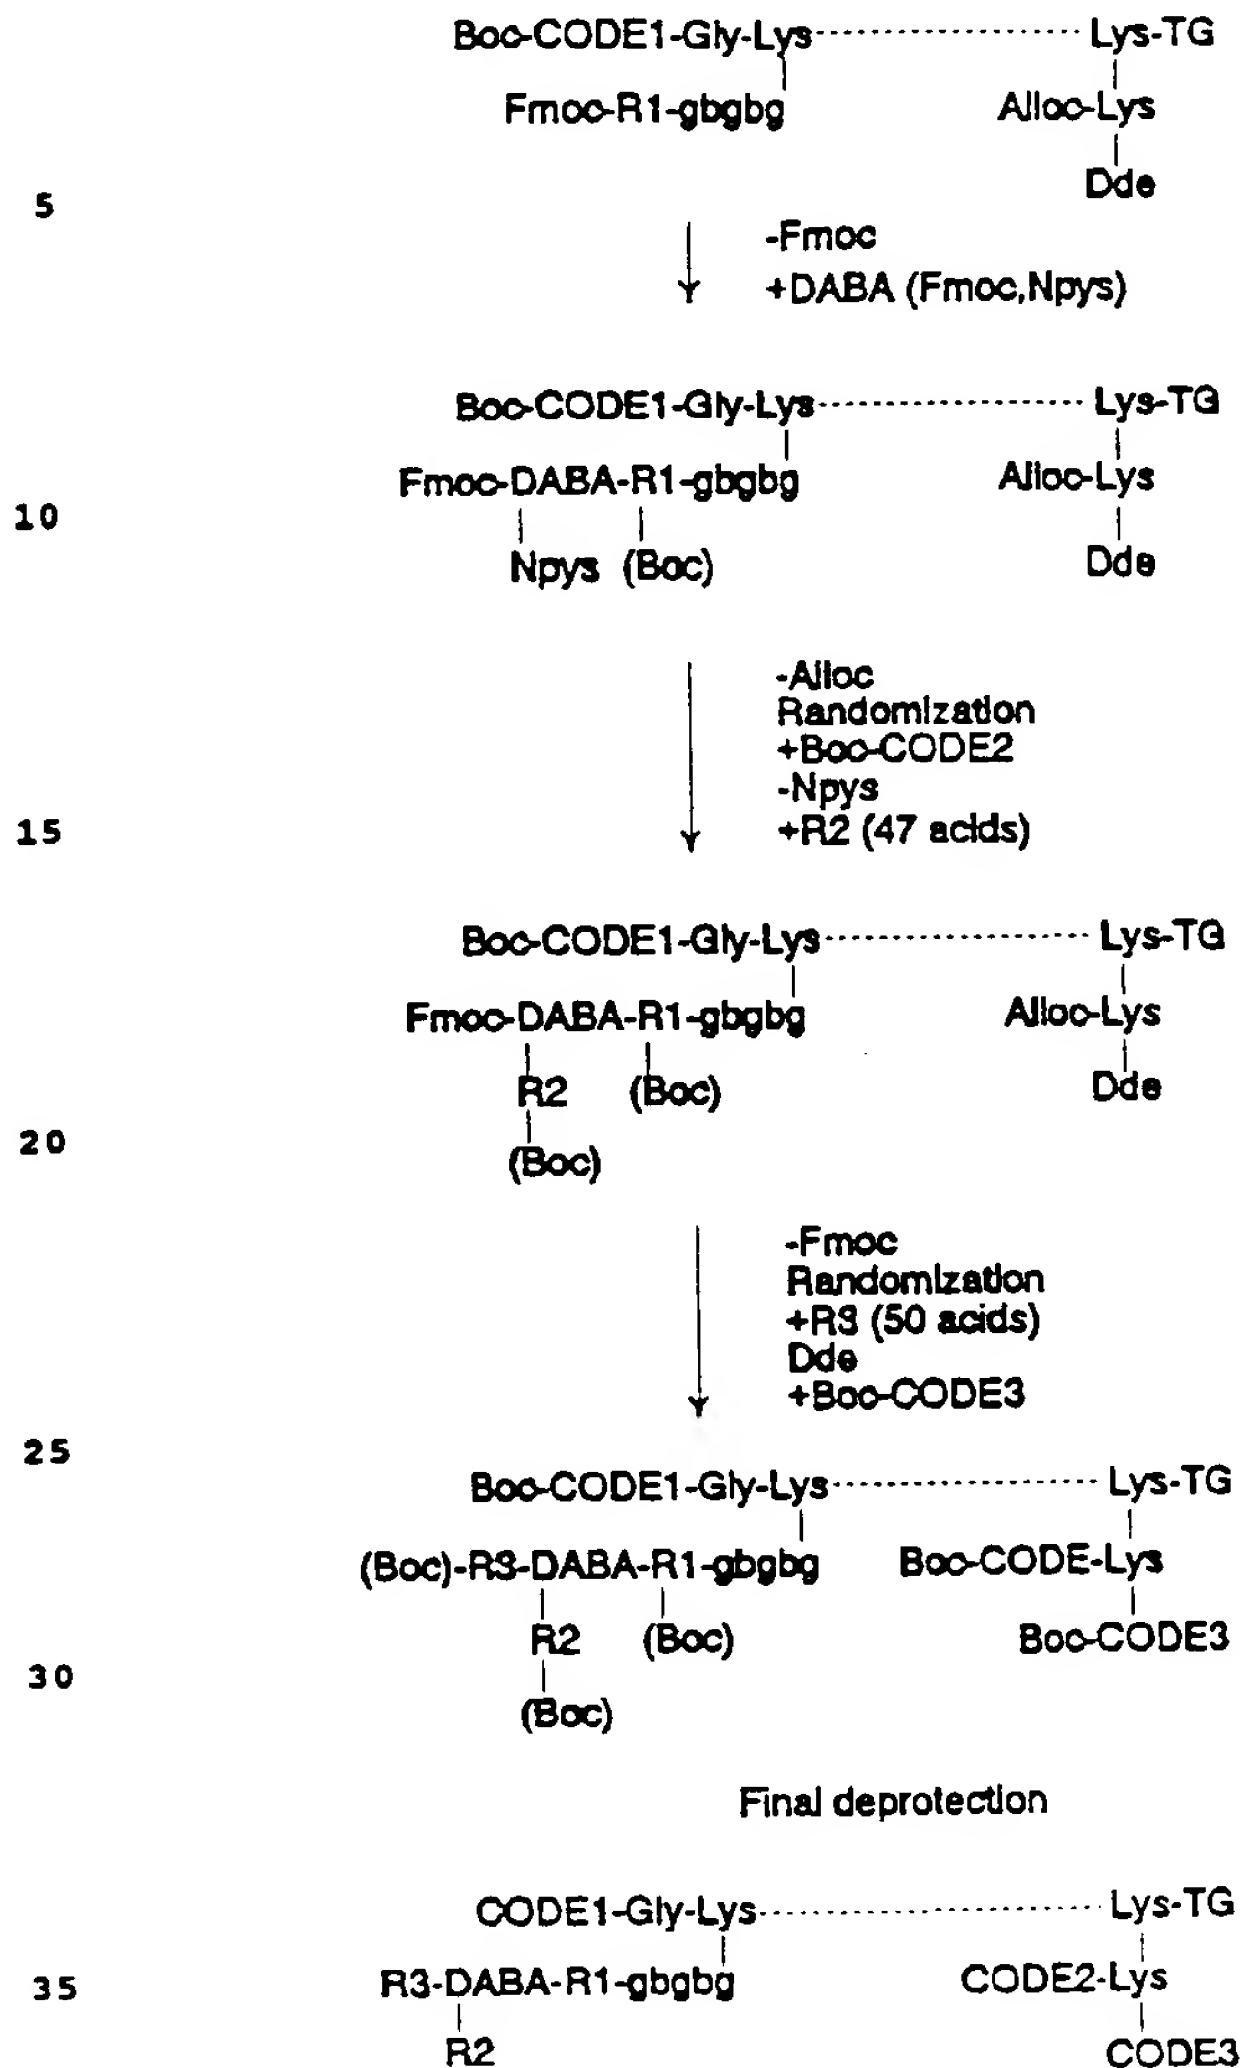 Boc-CODE1-Gly-Lys Lys-TG
Fmoc-R1-gbgbg Alloc-Lys
Dde
5
-Fmoc
+DABA (Fmoc,Npys)
Boc-CODE1-Gly-Lys Lys-TG
Fmoc-DABA-R1-gbgbg Alloc-Lys
10
Npys (Boc) Dde
-Alloc
Randomization
+Boc-CODE2
-Npys
15
+R2 (47 acids)
Boc-CODE1-Gly-Lys Lys-TG
Fmoc-DABA-R1-gbgbg Alloc-Lys
R2 (Boc) Dde
20
(Boc)
-Fmoc
Randomization
+R3 (50 acids)
Dde
+Boc-CODE3
25
Boc-CODE1-Gly-Lys Lys-TG
(Boc)-R3-DABA-R1-gbgbg Boc-CODE-Lys
R2 (Boc) Boc-CODE3
30
(Boc)
Final deprotection
CODE1-Gly-Lys Lys-TG
35 R3-DABA-R1-gbgbg CODE2-Lys
R2 CODE3